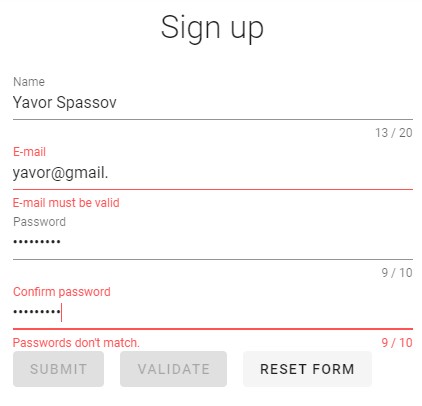 Sign up
Name
Yavor Spassov
13 / 20
E-mail
yavor@gmail.
E-mail must be valid
Password
•••••••••
9 / 10
Confirm password
•••••••••
Passwords don't match. 9 / 10
SUBMIT VALIDATE RESET FORM